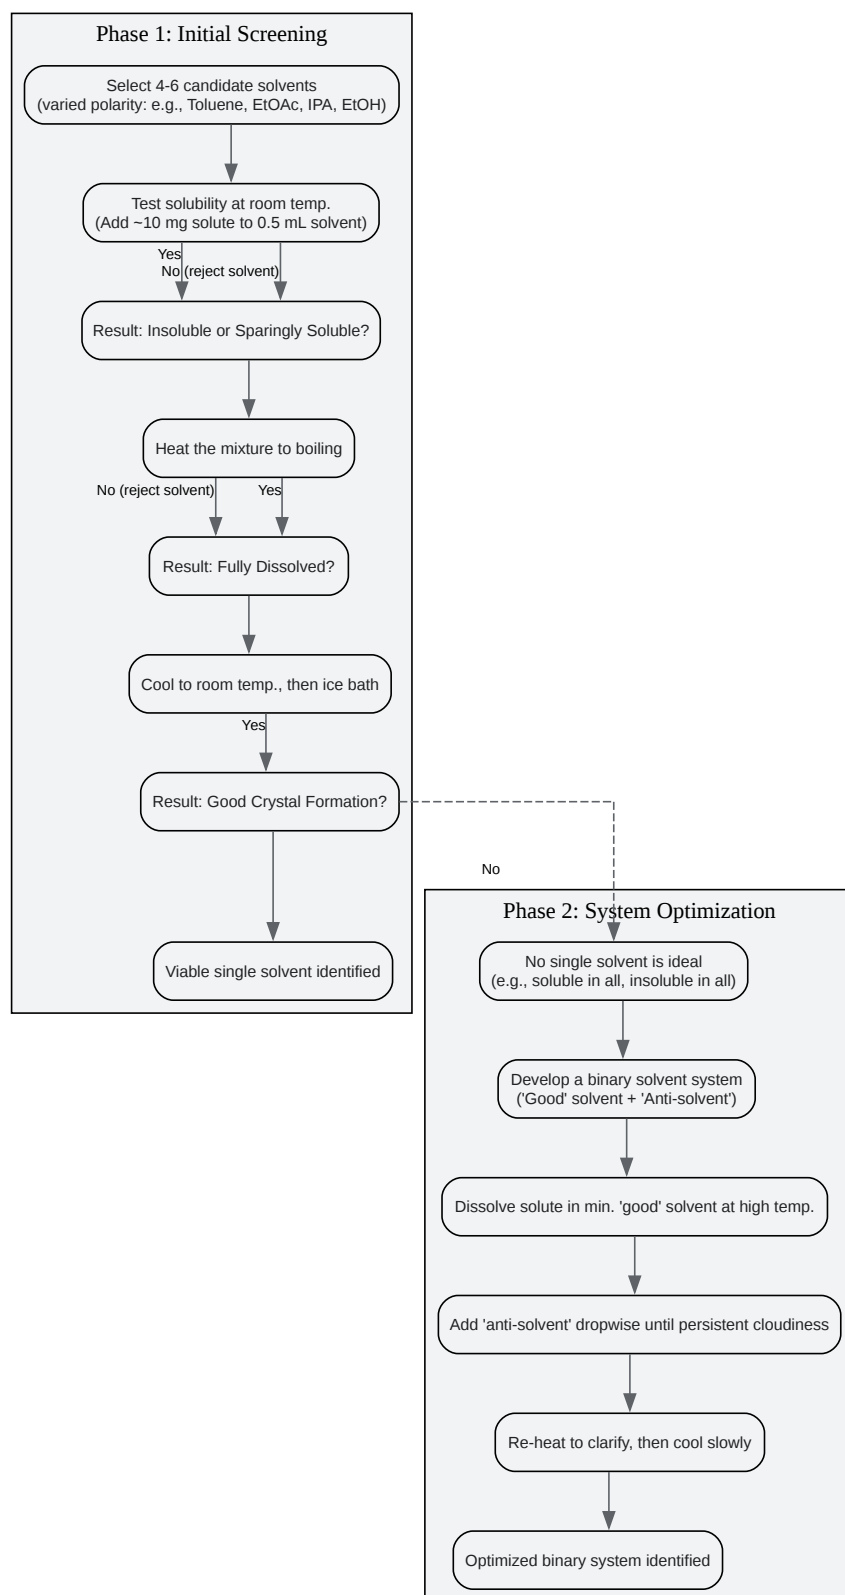 Phase 1: Initial Screening
Select 4-6 candidate solvents
(varied polarity: e.g., Toluene, EtOAc, IPA, EtOH)
Test solubility at room temp.
(Add ~10 mg solute to 0.5 mL solvent)
Yes
No (reject solvent)
Result: Insoluble or Sparingly Soluble?
Heat the mixture to boiling
No (reject solvent)
Yes
Result: Fully Dissolved?
Cool to room temp., then ice bath
Yes
Result: Good Crystal Formation?
No
Viable single solvent identified
Phase 2: System Optimization
No single solvent is ideal
(e.g., soluble in all, insoluble in all)
Develop a binary solvent system
('Good' solvent + 'Anti-solvent')
Dissolve solute in min. 'good' solvent at high temp.
Add 'anti-solvent' dropwise until persistent cloudiness
Re-heat to clarify, then cool slowly
Optimized binary system identified